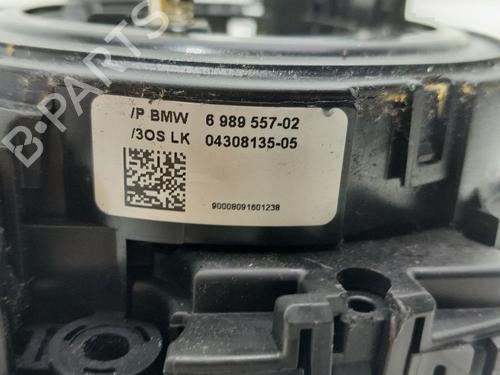 B-PARTS
/P BMW 6 989 557-02
/3OS LK 04308135-05
90008091601238